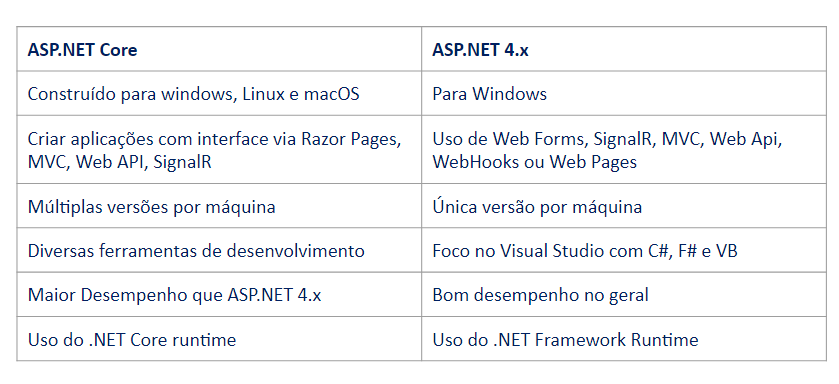 ASP.NET Core
ASP.NET 4.x
Construído para windows, Linux e macOS
Para Windows
Criar aplicações com interface via Razor Pages,
MVC, Web API, SignalR
Uso de Web Forms, SignalR, MVC, Web Api,
WebHooks ou Web Pages
Múltiplas versões por máquina
Única versão por máquina
Diversas ferramentas de desenvolvimento
Foco no Visual Studio com C#, F# e VB
Maior Desempenho que ASP.NET 4.x
Bom desempenho no geral
Uso do .NET Core runtime
Uso do .NET Framework Runtime